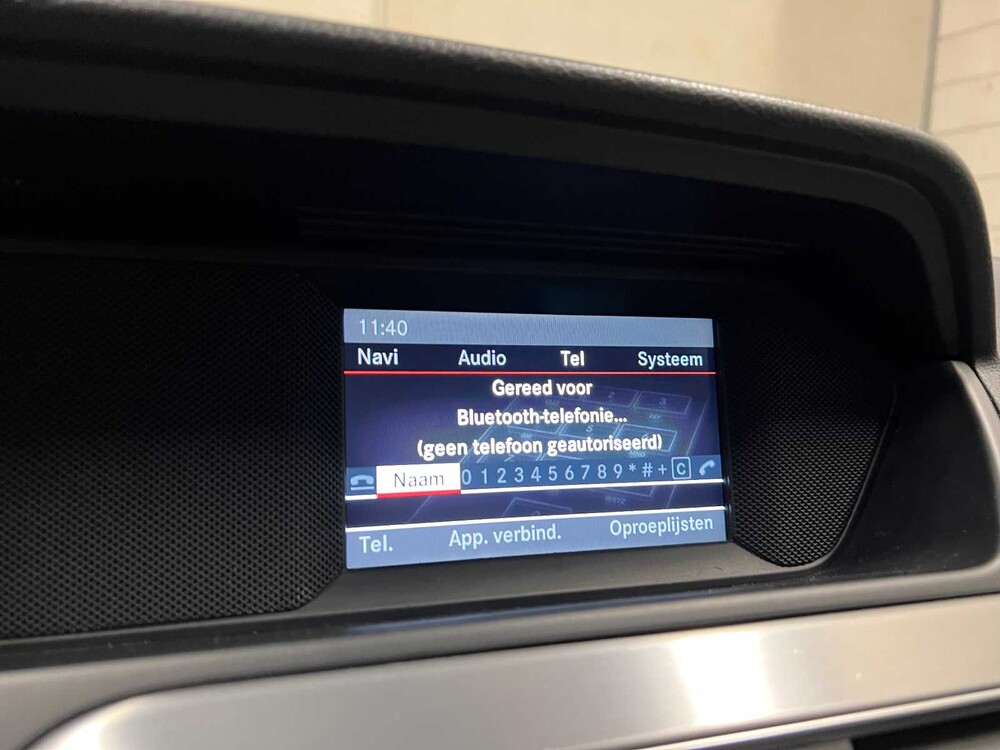 11:40
Navi Audio Tel Systeem
Gereed voor
Bluetooth-telefonie...
(geen telefoon geautoriseerd)
Naam 0 1 2 3 4 5 6 7 8 9 * # + C
Tel. App. verbind. Oproeplijsten